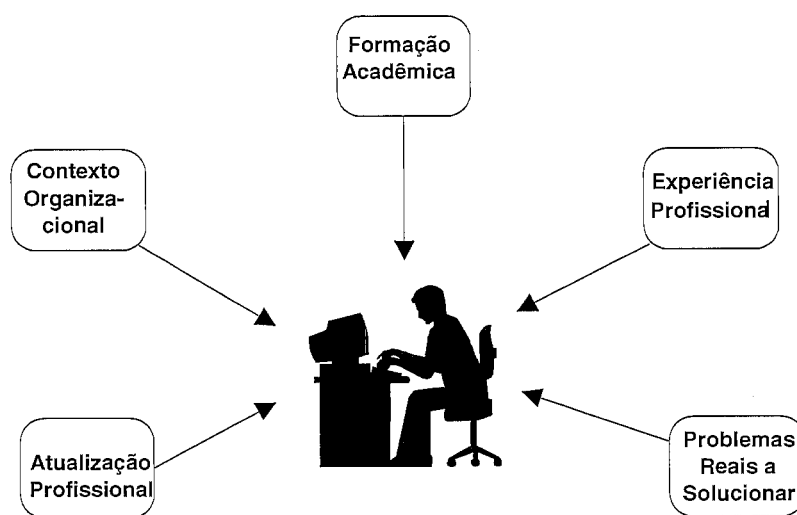 Formação
Acadêmica
Contexto
Organiza-
cional
Experiência
Profissional
Atualização
Profissional
Problemas
Reais a
Solucionar